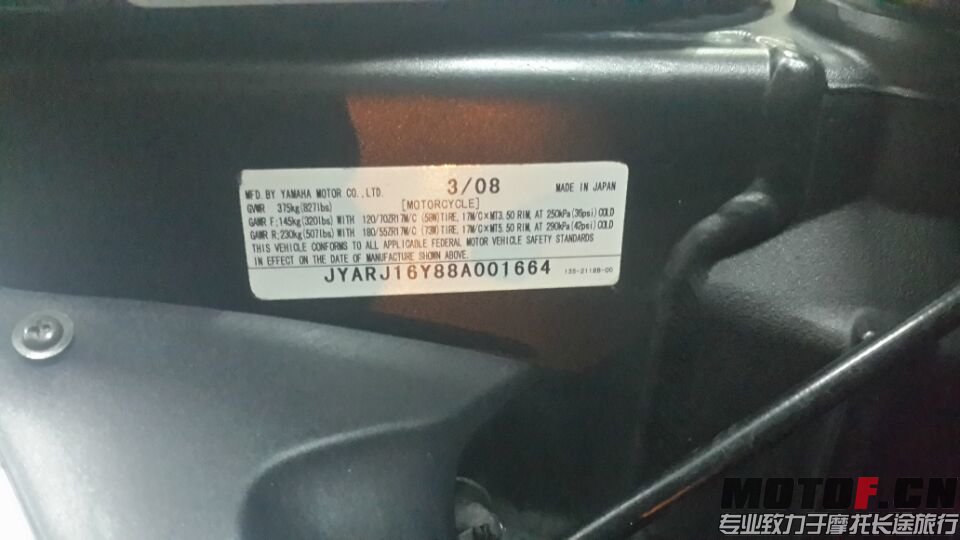 MFD. BY YAMAHA MOTOR CO.,LTD. 3/08 MADE IN JAPAN
GVWR 375kg(827lbs) [MOTORCYCLE]
GAWR F;145kg(320lbs) WITH 120/70ZR17M/C (58W)TIRE, 17M/C×MT3.50 RIM, AT 250kPa(36psi)COLD
GAWR R;230kg(507lbs) WITH 180/55ZR17M/C (73W)TIRE, 17M/C×MT5.50 RIM, AT 290kPa(42psi)COLD
THIS VEHICLE CONFORMS TO ALL APPLICABLE FEDERAL MOTOR VEHICLE SAFETY STANDARDS
IN EFFECT ON THE DATE OF MANUFACTURE SHOWN ABOVE.
JYARJ16Y88A001664
MOTOF.CN
专业致力于摩托长途旅行